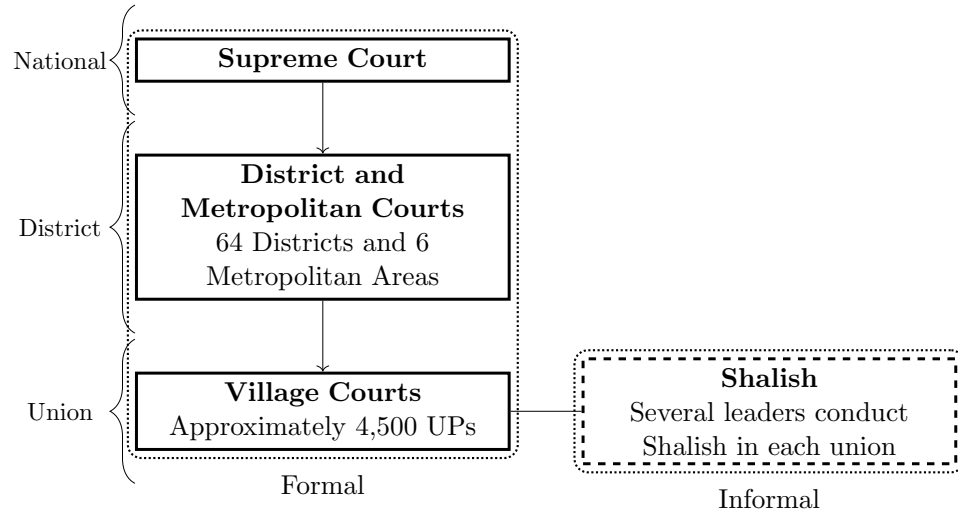 National
Supreme Court
District
District and
Metropolitan Courts
64 Districts and 6
Metropolitan Areas
Union
Village Courts
Approximately 4,500 UPs
Shalish
Several leaders conduct
Shalish in each union
Formal
Informal